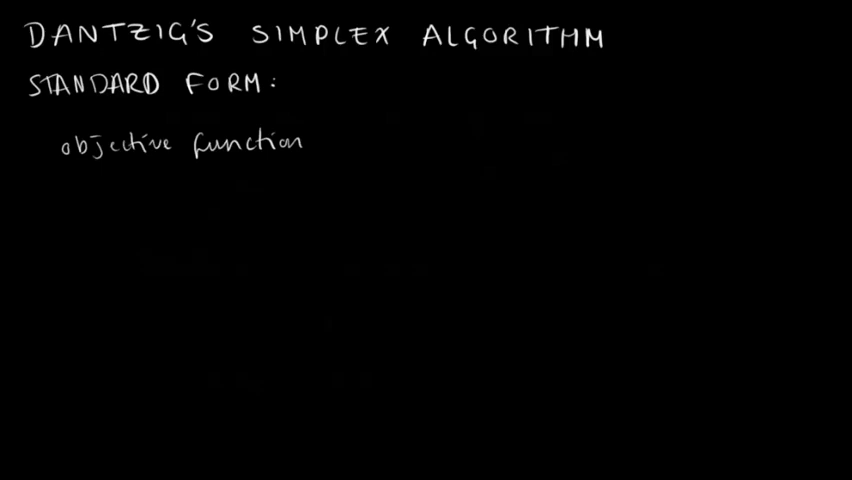 DANTZIG'S SIMPLEX ALGORITHM
STANDARD FORM:
objective function